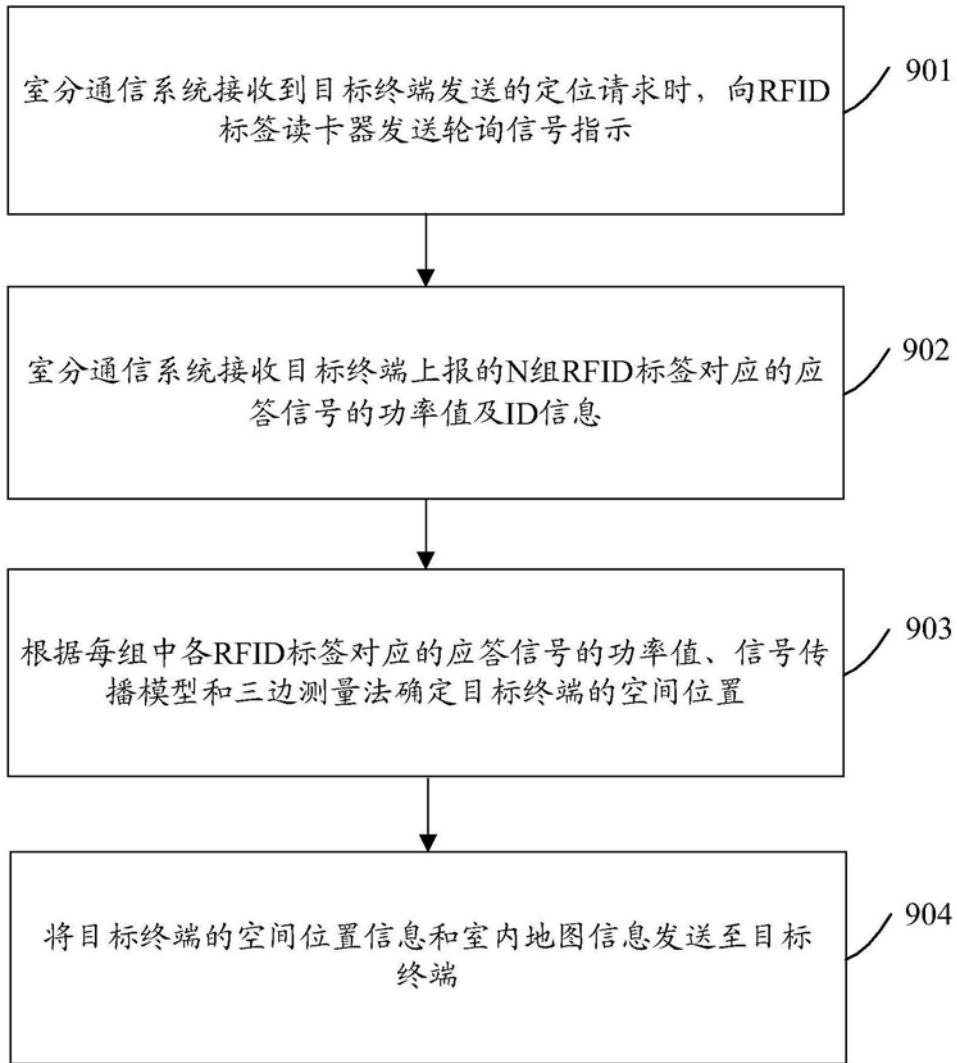 室分通信系统接收到目标终端发送的定位请求时，向RFID
标签读卡器发送轮询信号指示
901
室分通信系统接收目标终端上报的N组RFID标签对应的应
答信号的功率值及ID信息
902
根据每组中各RFID标签对应的应答信号的功率值、信号传
播模型和三边测量法确定目标终端的空间位置
903
将目标终端的空间位置信息和室内地图信息发送至目标
终端
904